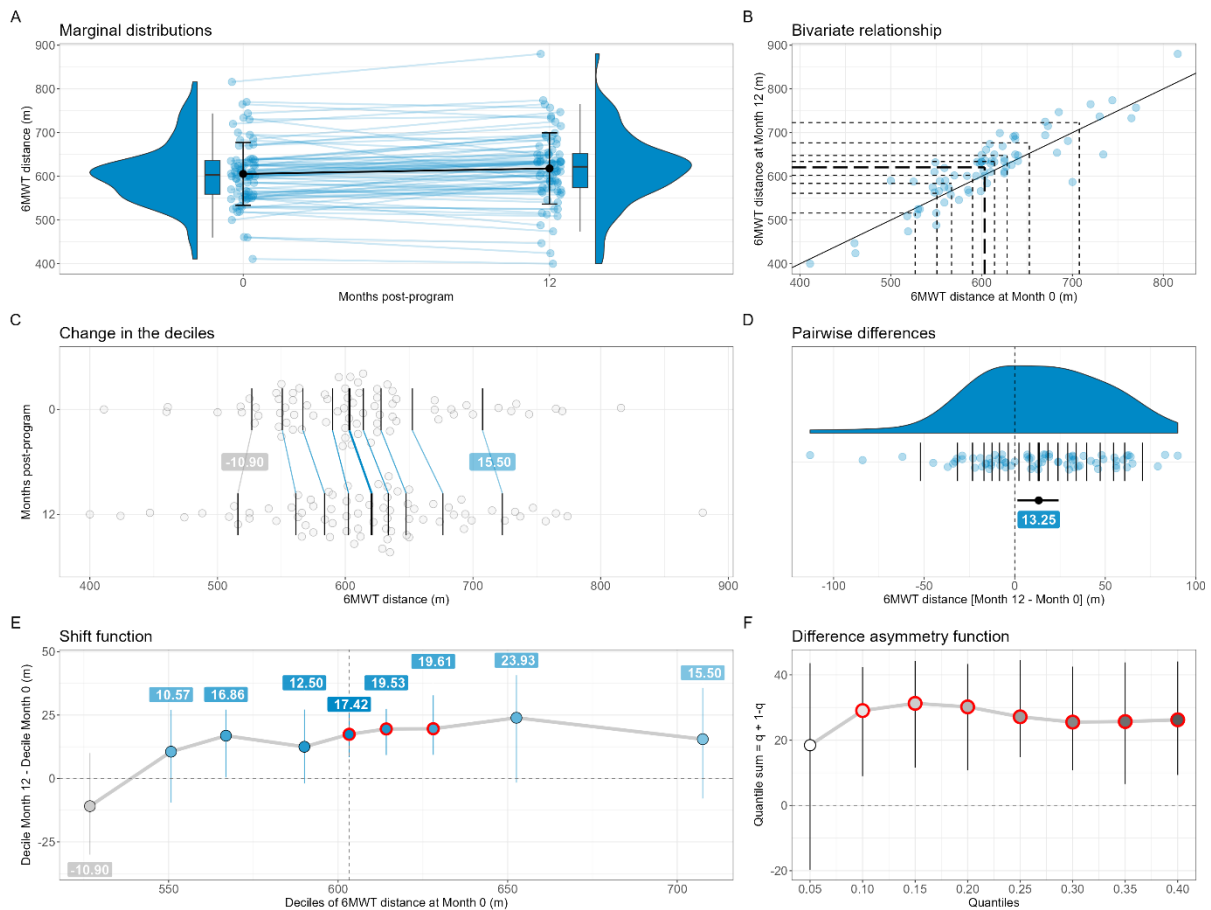 A
Marginal distributions
900
800
700
600
500
400
6MWT distance (m)
0
12
Months post-program
B
Bivariate relationship
900
800
700
600
500
400
6MWT distance at Month 12 (m)
400
500
600
700
800
6MWT distance at Month 0 (m)
C
Change in the deciles
0
12
Months post-program
-10.90
15.50
400
500
600
700
800
900
6MWT distance (m)
D
Pairwise differences
13.25
-100
-50
0
50
100
6MWT distance [Month 12 - Month 0] (m)
E
Shift function
50
25
0
-25
Decile Month 12 - Decile Month 0 (m)
-10.90
10.57
16.86
12.50
17.42
19.53
19.61
23.93
15.50
550
600
650
700
Deciles of 6MWT distance at Month 0 (m)
F
Difference asymmetry function
40
20
0
-20
Quantile sum = q + 1-q
0.05
0.10
0.15
0.20
0.25
0.30
0.35
0.40
Quantiles